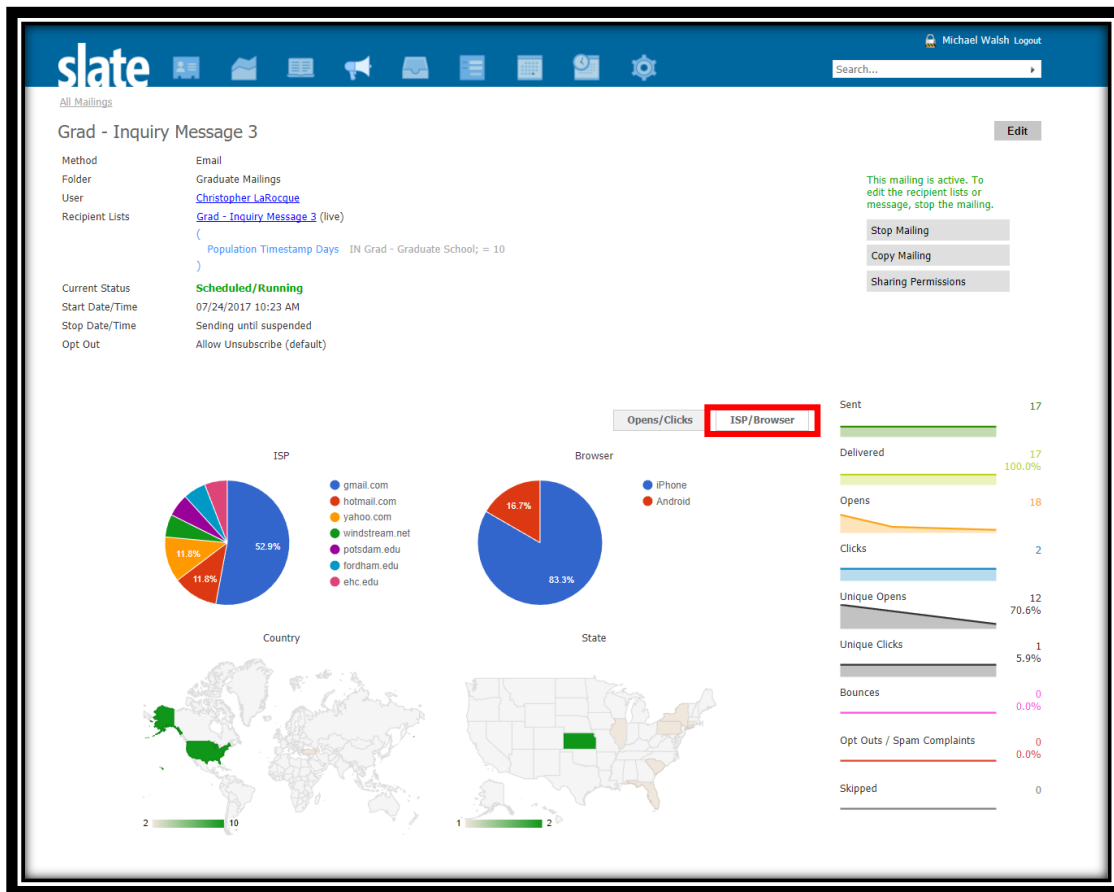 slate
Michael Walsh Logout
Search...
All Mailings
Grad - Inquiry Message 3
Edit
Method Email
Folder Graduate Mailings
User Christopher LaRocque
Recipient Lists Grad - Inquiry Message 3 (live)
(
Population Timestamp Days IN Grad - Graduate School; = 10
)
Current Status Scheduled/Running
Start Date/Time 07/24/2017 10:23 AM
Stop Date/Time Sending until suspended
Opt Out Allow Unsubscribe (default)
This mailing is active. To
edit the recipient lists or
message, stop the mailing.
Stop Mailing
Copy Mailing
Sharing Permissions
Opens/Clicks ISP/Browser
ISP
52.9%
11.8%
11.8%
gmail.com
hotmail.com
yahoo.com
windstream.net
potsdam.edu
fordham.edu
ehc.edu
Browser
16.7%
83.3%
iPhone
Android
Country
2 10
State
1 2
Sent 17
Delivered 17
100.0%
Opens 18
Clicks 2
Unique Opens 12
70.6%
Unique Clicks 1
5.9%
Bounces 0
0.0%
Opt Outs / Spam Complaints 0
0.0%
Skipped 0